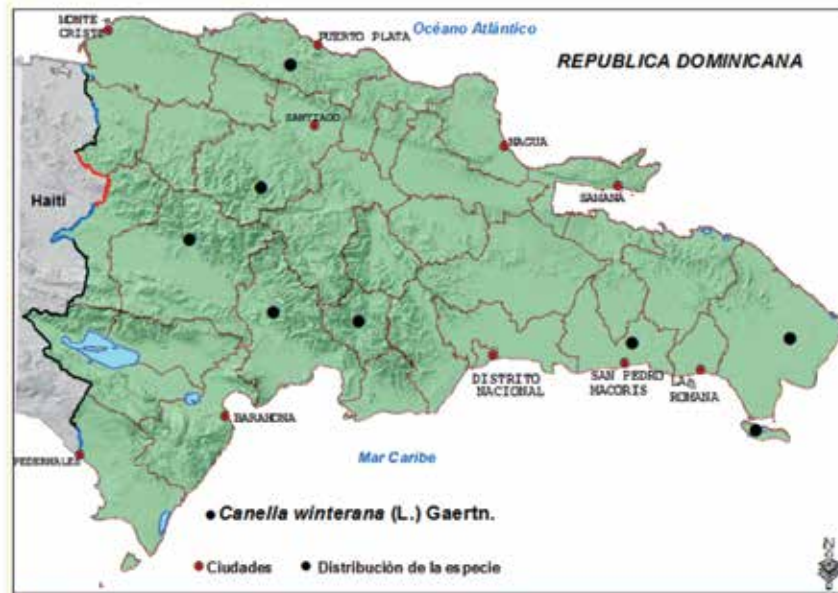 MONTE
CRISTI
PUERTO PLATA
Océano Atlántico
REPUBLICA DOMINICANA
SANTIAGO
NAGUA
SAMANA
Haití
DISTRITO
NACIONAL
SAN PEDRO
MACORIS
LA
ROMANA
BARAHONA
PEDERNALES
Mar Caribe
Canella winterana (L.) Gaertn.
Ciudades
Distribución de la especie
N